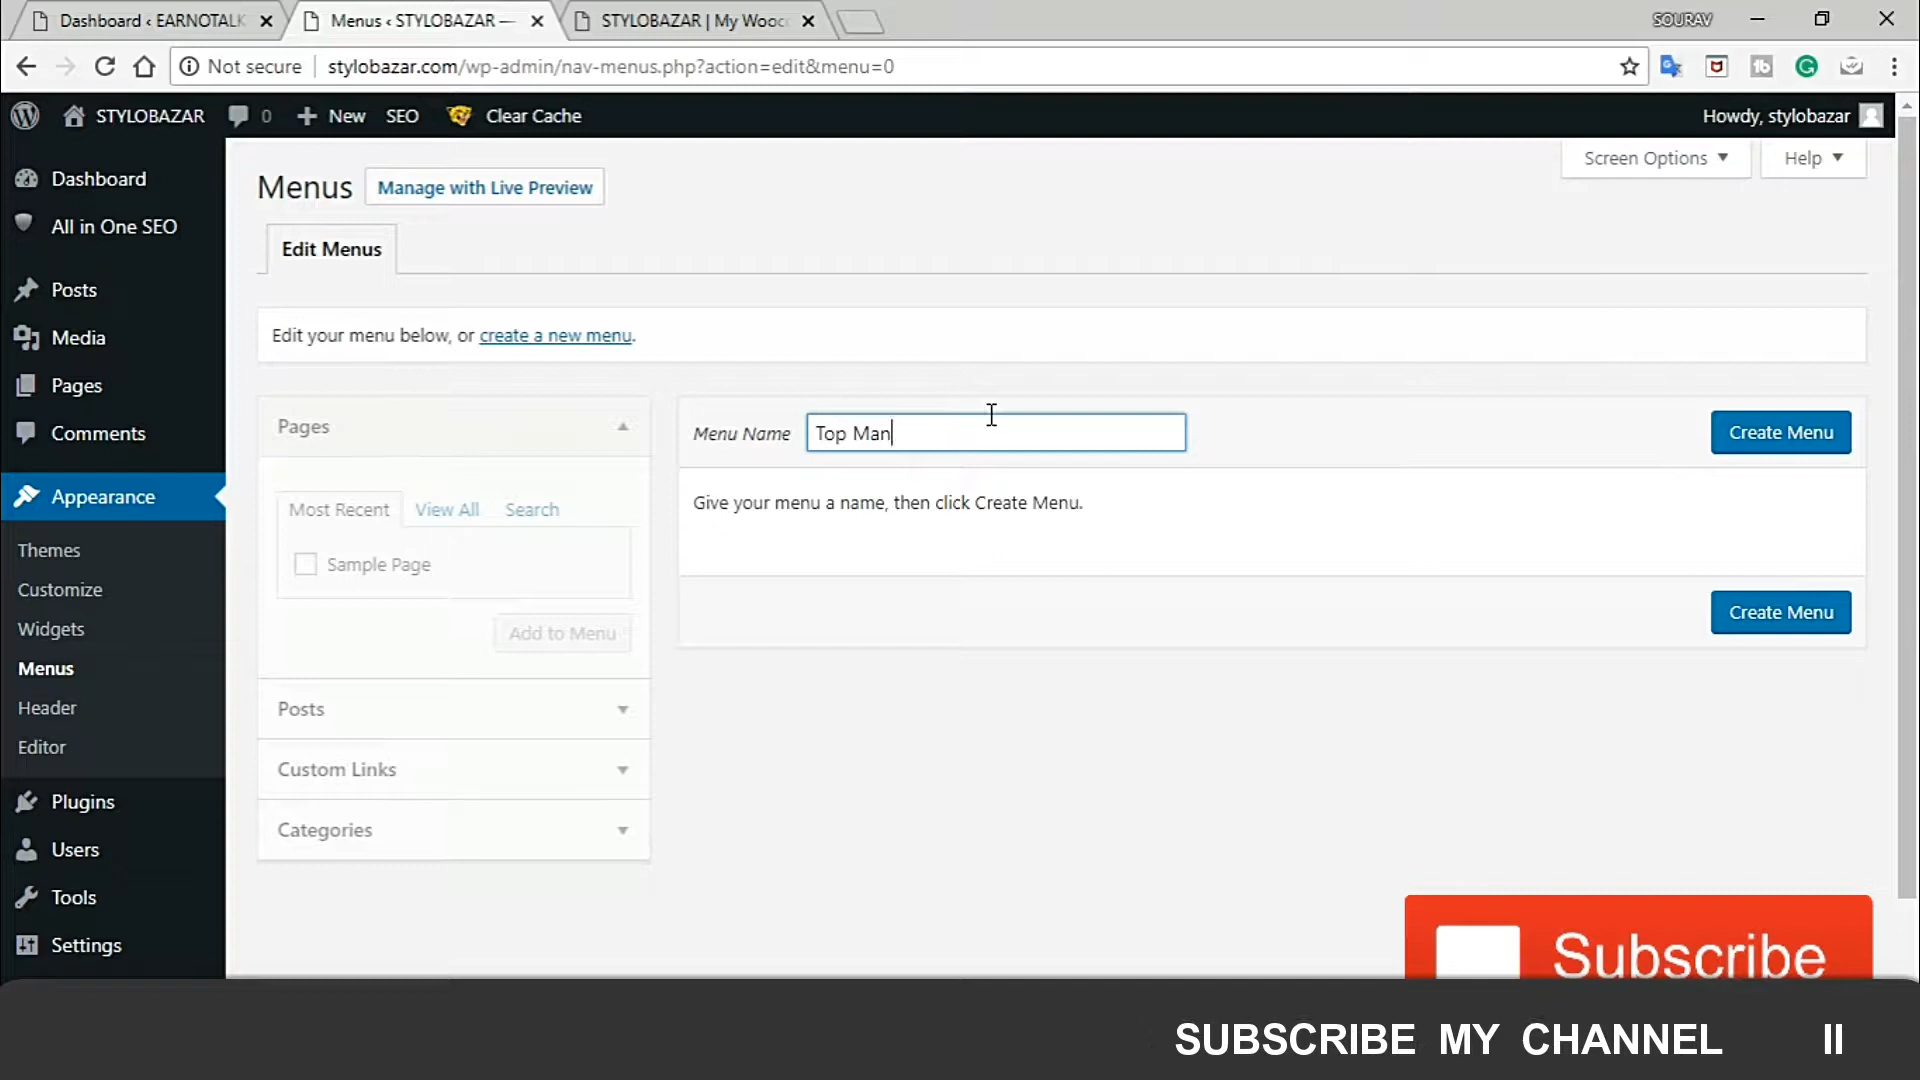 Dashboard ‹ EARNOTALK
Menus ‹ STYLOBAZAR —
STYLOBAZAR | My Wooc
SOURAV
Not secure
stylobazar.com/wp-admin/nav-menus.php?action=edit&menu=0
STYLOBAZAR
0
New
SEO
Clear Cache
Howdy, stylobazar
Dashboard
All in One SEO
Posts
Media
Pages
Comments
Appearance
Themes
Customize
Widgets
Menus
Header
Editor
Plugins
Users
Tools
Settings
Screen Options
Help
Menus
Manage with Live Preview
Edit Menus
Edit your menu below, or create a new menu.
Pages
Most Recent
View All
Search
Sample Page
Add to Menu
Posts
Custom Links
Categories
Menu Name
Top Man
Create Menu
Give your menu a name, then click Create Menu.
Create Menu
Subscribe
SUBSCRIBE MY CHANNEL II